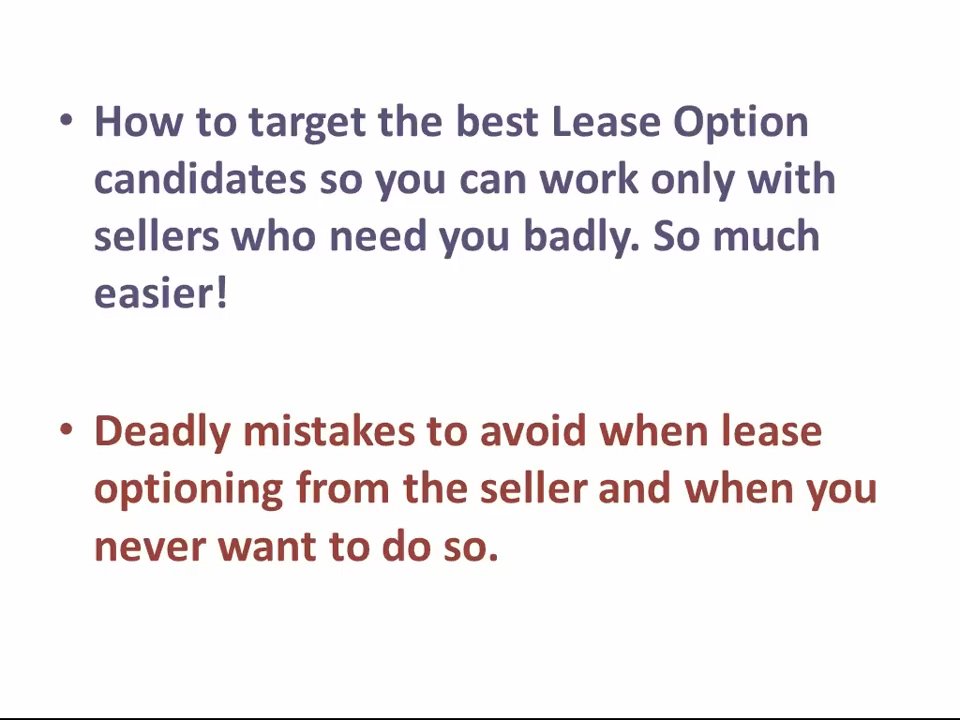 • How to target the best Lease Option
candidates so you can work only with
sellers who need you badly. So much
easier!
• Deadly mistakes to avoid when lease
optioning from the seller and when you
never want to do so.